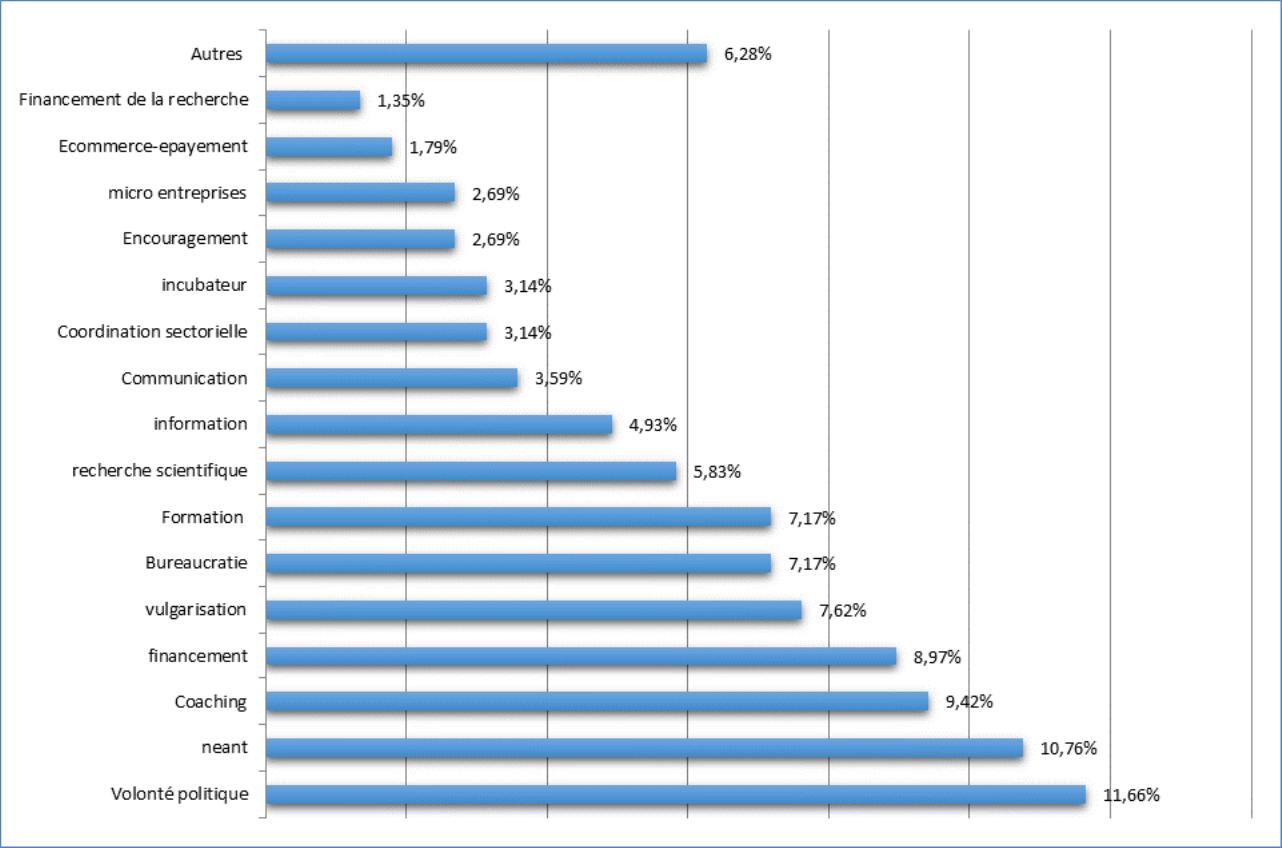 Autres 6,28%
Financement de la recherche 1,35%
Ecommerce-epayement 1,79%
micro entreprises 2,69%
Encouragement 2,69%
incubateur 3,14%
Coordination sectorielle 3,14%
Communication 3,59%
information 4,93%
recherche scientifique 5,83%
Formation 7,17%
Bureaucratie 7,17%
vulgarisation 7,62%
financement 8,97%
Coaching 9,42%
neant 10,76%
Volonté politique 11,66%